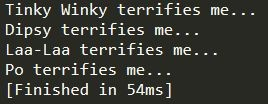 Tinky Winky terrifies me...
Dipsy terrifies me...
Laa-Laa terrifies me...
Po terrifies me...
[Finished in 54ms]